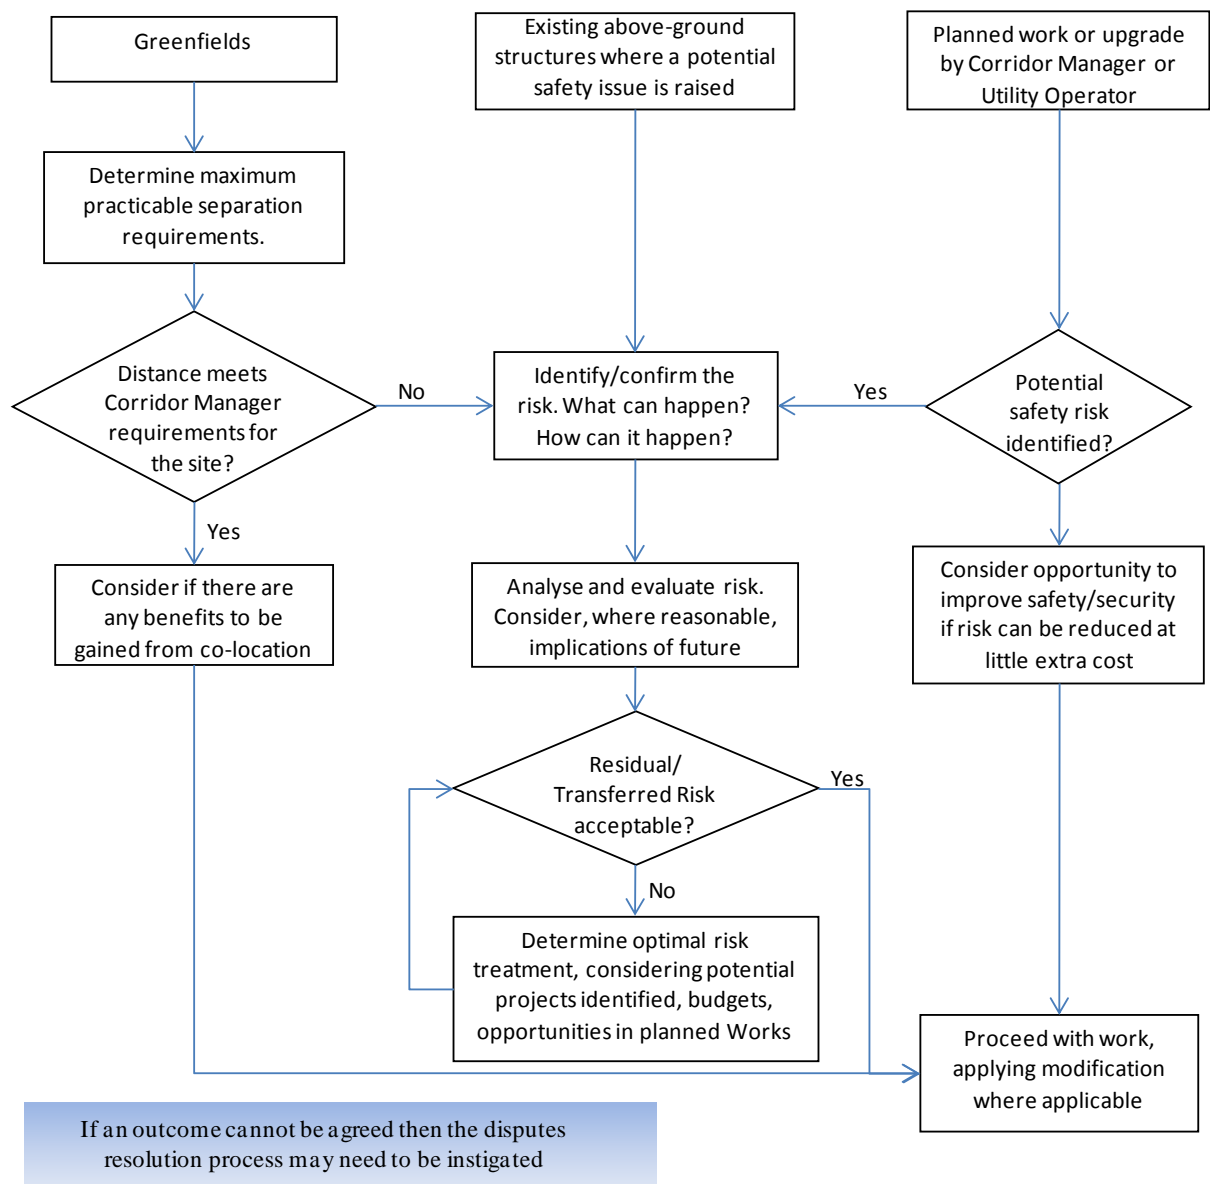 Greenfields
Existing above-ground
structures where a potential
safety issue is raised
Planned work or upgrade
by Corridor Manager or
Utility Operator
Determine maximum
practicable separation
requirements.
Distance meets
Corridor Manager
requirements for
the site?
No
Identify/confirm the
risk. What can happen?
How can it happen?
Yes
Potential
safety risk
identified?
Yes
Consider if there are
any benefits to be
gained from co-location
Analyse and evaluate risk.
Consider, where reasonable,
implications of future
Consider opportunity to
improve safety/security
if risk can be reduced at
little extra cost
Residual/
Transferred Risk
acceptable?
Yes
No
Determine optimal risk
treatment, considering potential
projects identified, budgets,
opportunities in planned Works
Proceed with work,
applying modification
where applicable
If an outcome cannot be agreed then the disputes
resolution process may need to be instigated